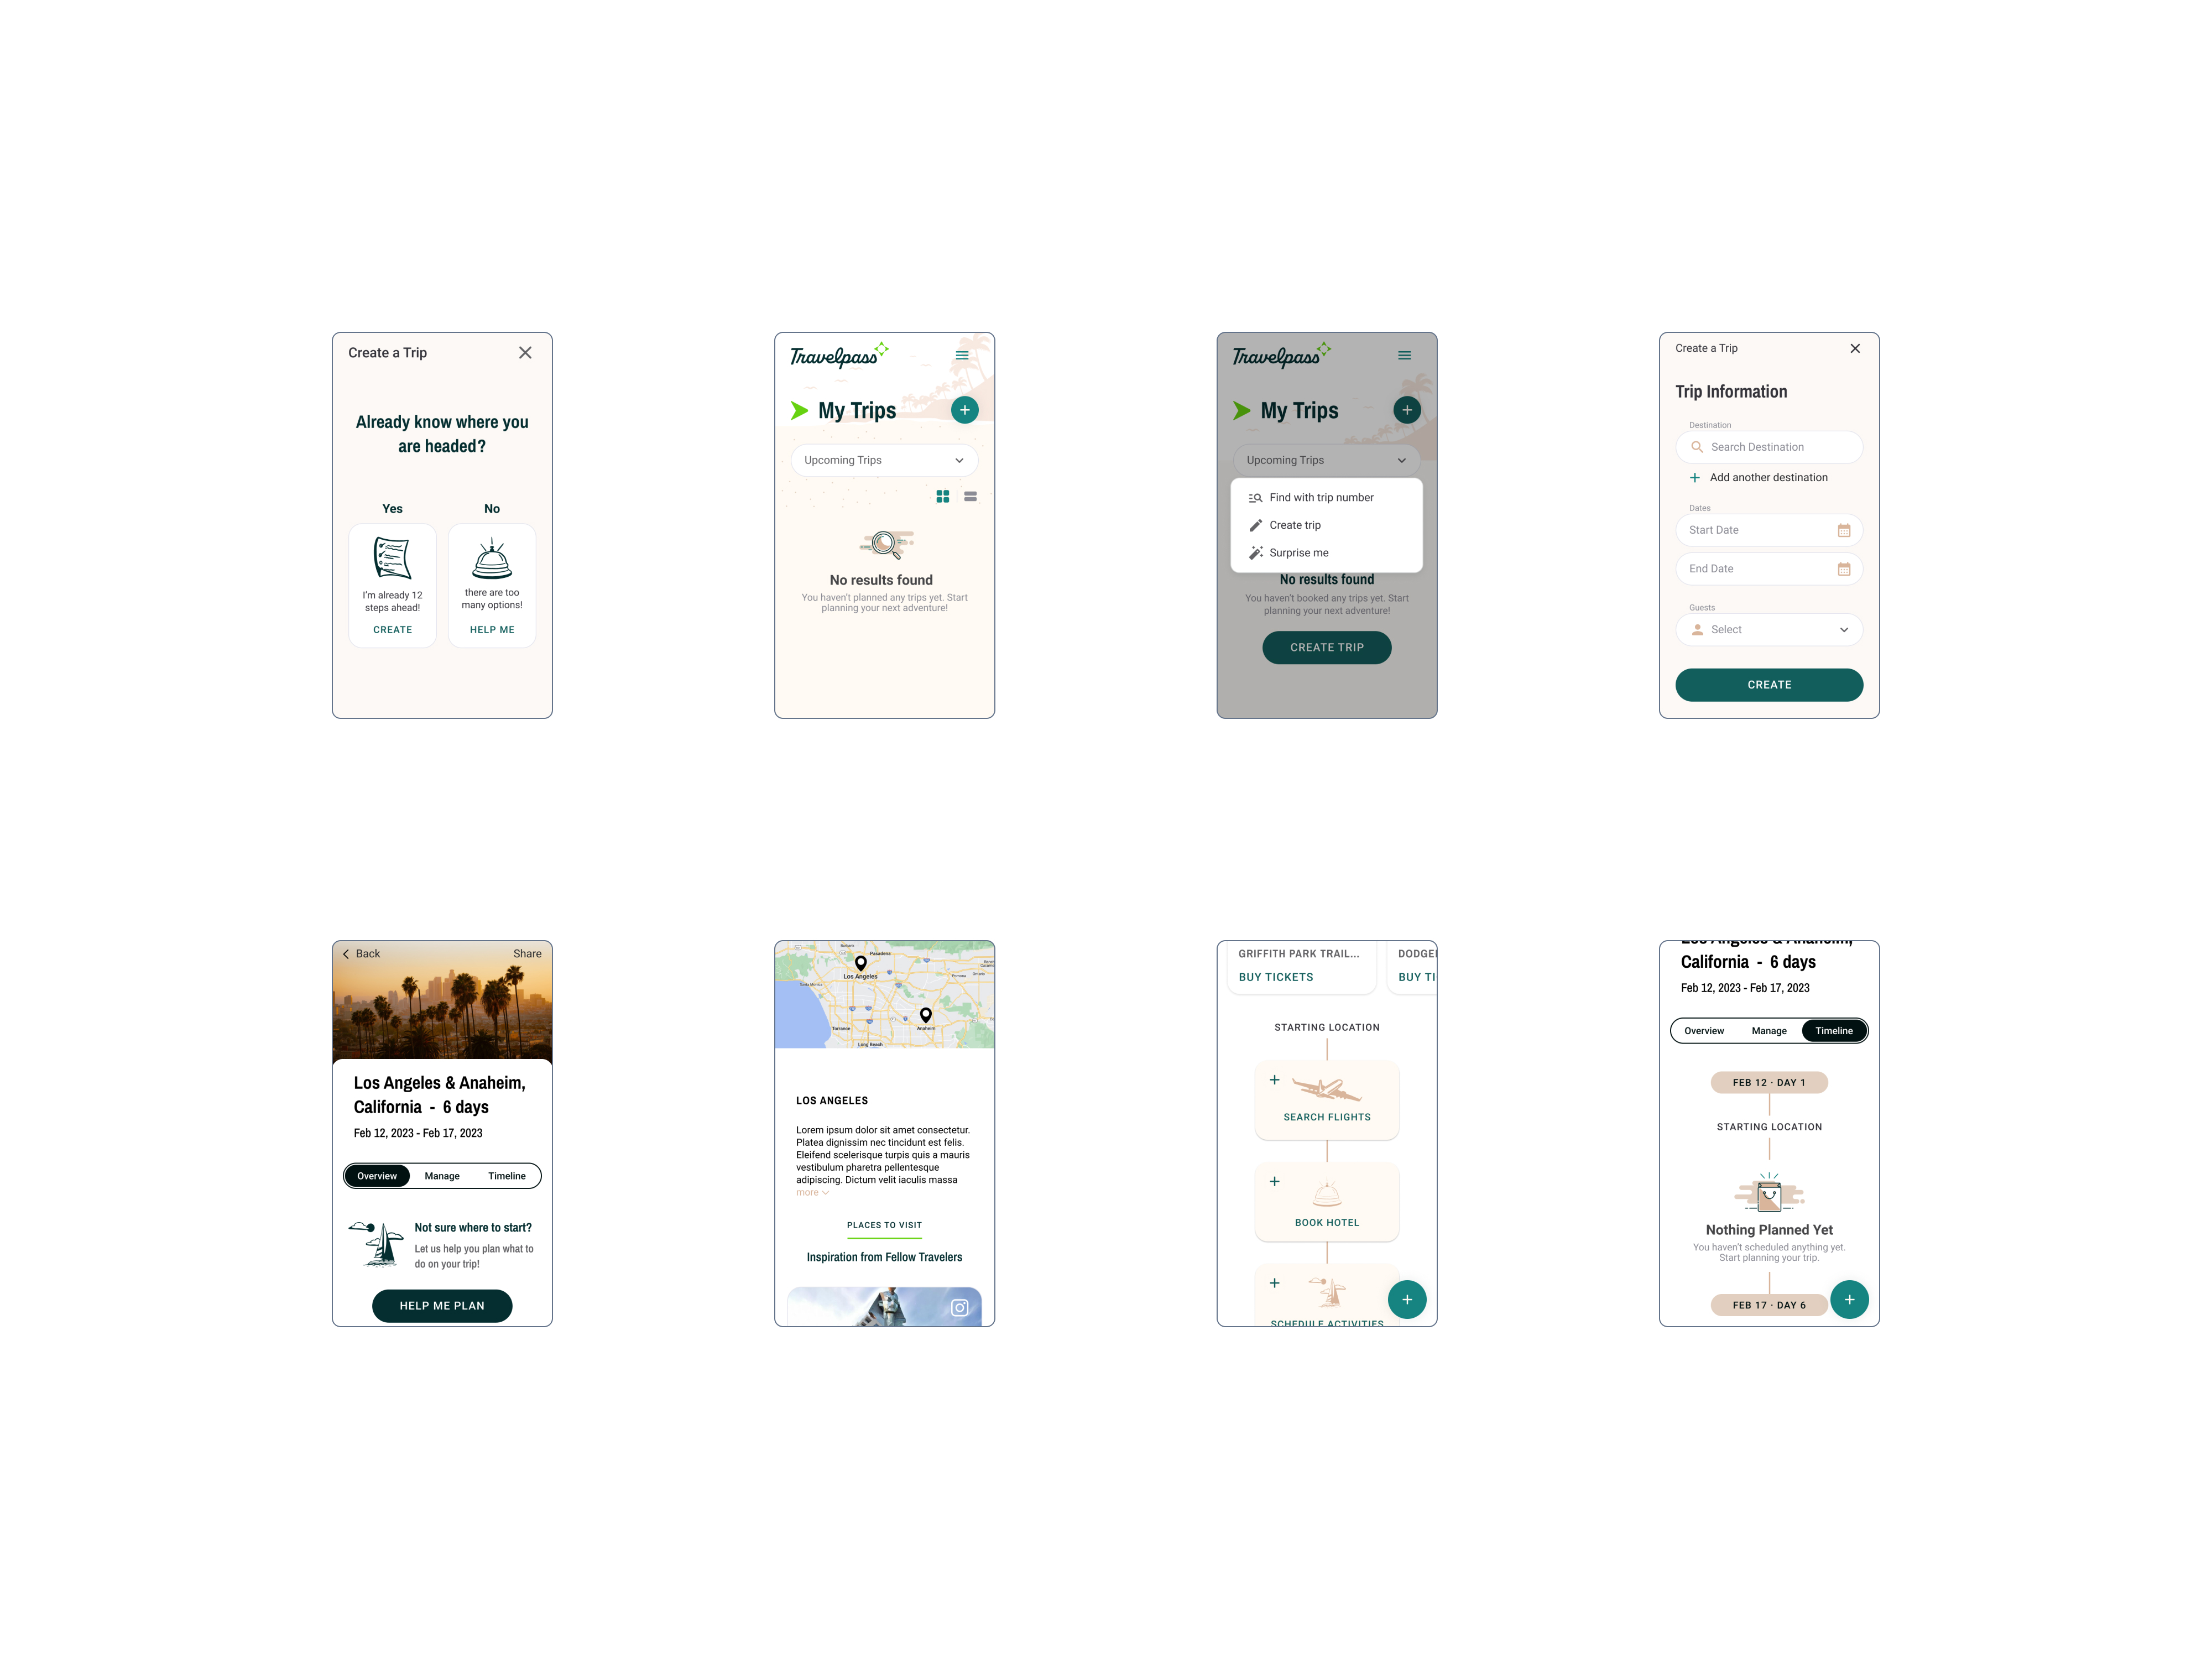 Create a Trip
Already know where you
are headed?
Yes
No
I'm already 12
steps ahead!
CREATE
there are too
many options!
HELP ME
Travelpass
My Trips
Upcoming Trips
No results found
You haven't planned any trips yet. Start
planning your next adventure!
Travelpass
My Trips
Upcoming Trips
Find with trip number
Create trip
Surprise me
No results found
You haven't booked any trips yet. Start
planning your next adventure!
CREATE TRIP
Create a Trip
Trip Information
Destination
Search Destination
Add another destination
Dates
Start Date
End Date
Guests
Select
CREATE
Back
Share
Los Angeles & Anaheim,
California - 6 days
Feb 12, 2023 - Feb 17, 2023
Overview
Manage
Timeline
Not sure where to start?
Let us help you plan what to
do on your trip!
HELP ME PLAN
Burbank
Pasadena
Los Angeles
Santa Monica
Pomona
Torrance
Anaheim
Long Beach
LOS ANGELES
Lorem ipsum dolor sit amet consectetur.
Platea dignissim nec tincidunt est felis.
Eleifend scelerisque turpis quis a mauris
vestibulum pharetra pellentesque
adipiscing. Dictum velit iaculis massa
more
PLACES TO VISIT
Inspiration from Fellow Travelers
GRIFFITH PARK TRAIL...
BUY TICKETS
DODGE
BUY TI
STARTING LOCATION
SEARCH FLIGHTS
BOOK HOTEL
SCHEDULE ACTIVITIES
Los Angeles & Anaheim,
California - 6 days
Feb 12, 2023 - Feb 17, 2023
Overview
Manage
Timeline
FEB 12 · DAY 1
STARTING LOCATION
Nothing Planned Yet
You haven't scheduled anything yet.
Start planning your trip.
FEB 17 · DAY 6